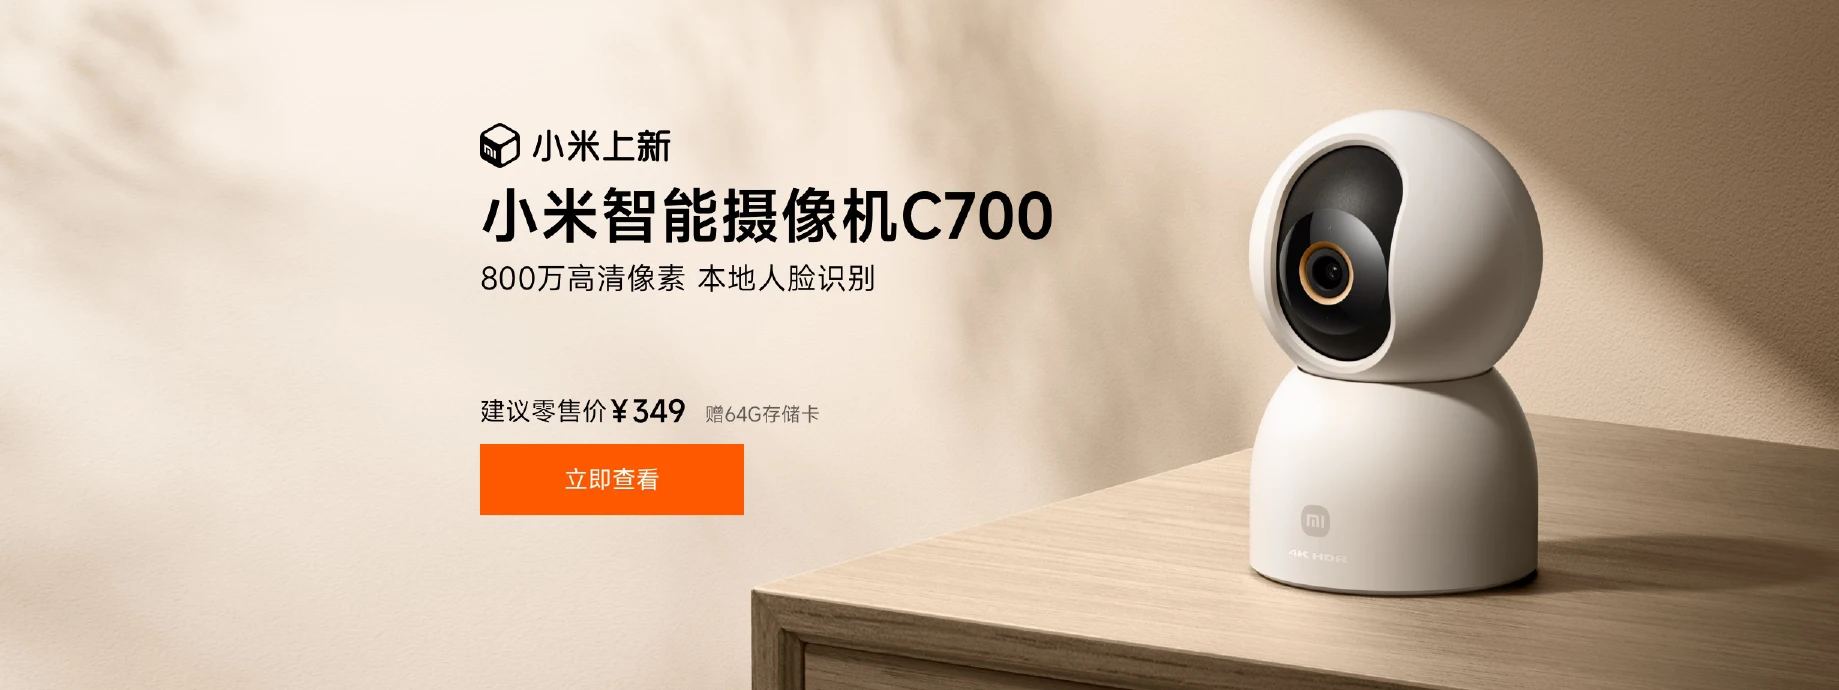 小米上新
小米智能摄像机C700
800万高清像素 本地人脸识别
建议零售价¥349 赠64G存储卡
立即查看
mi
4K HDR